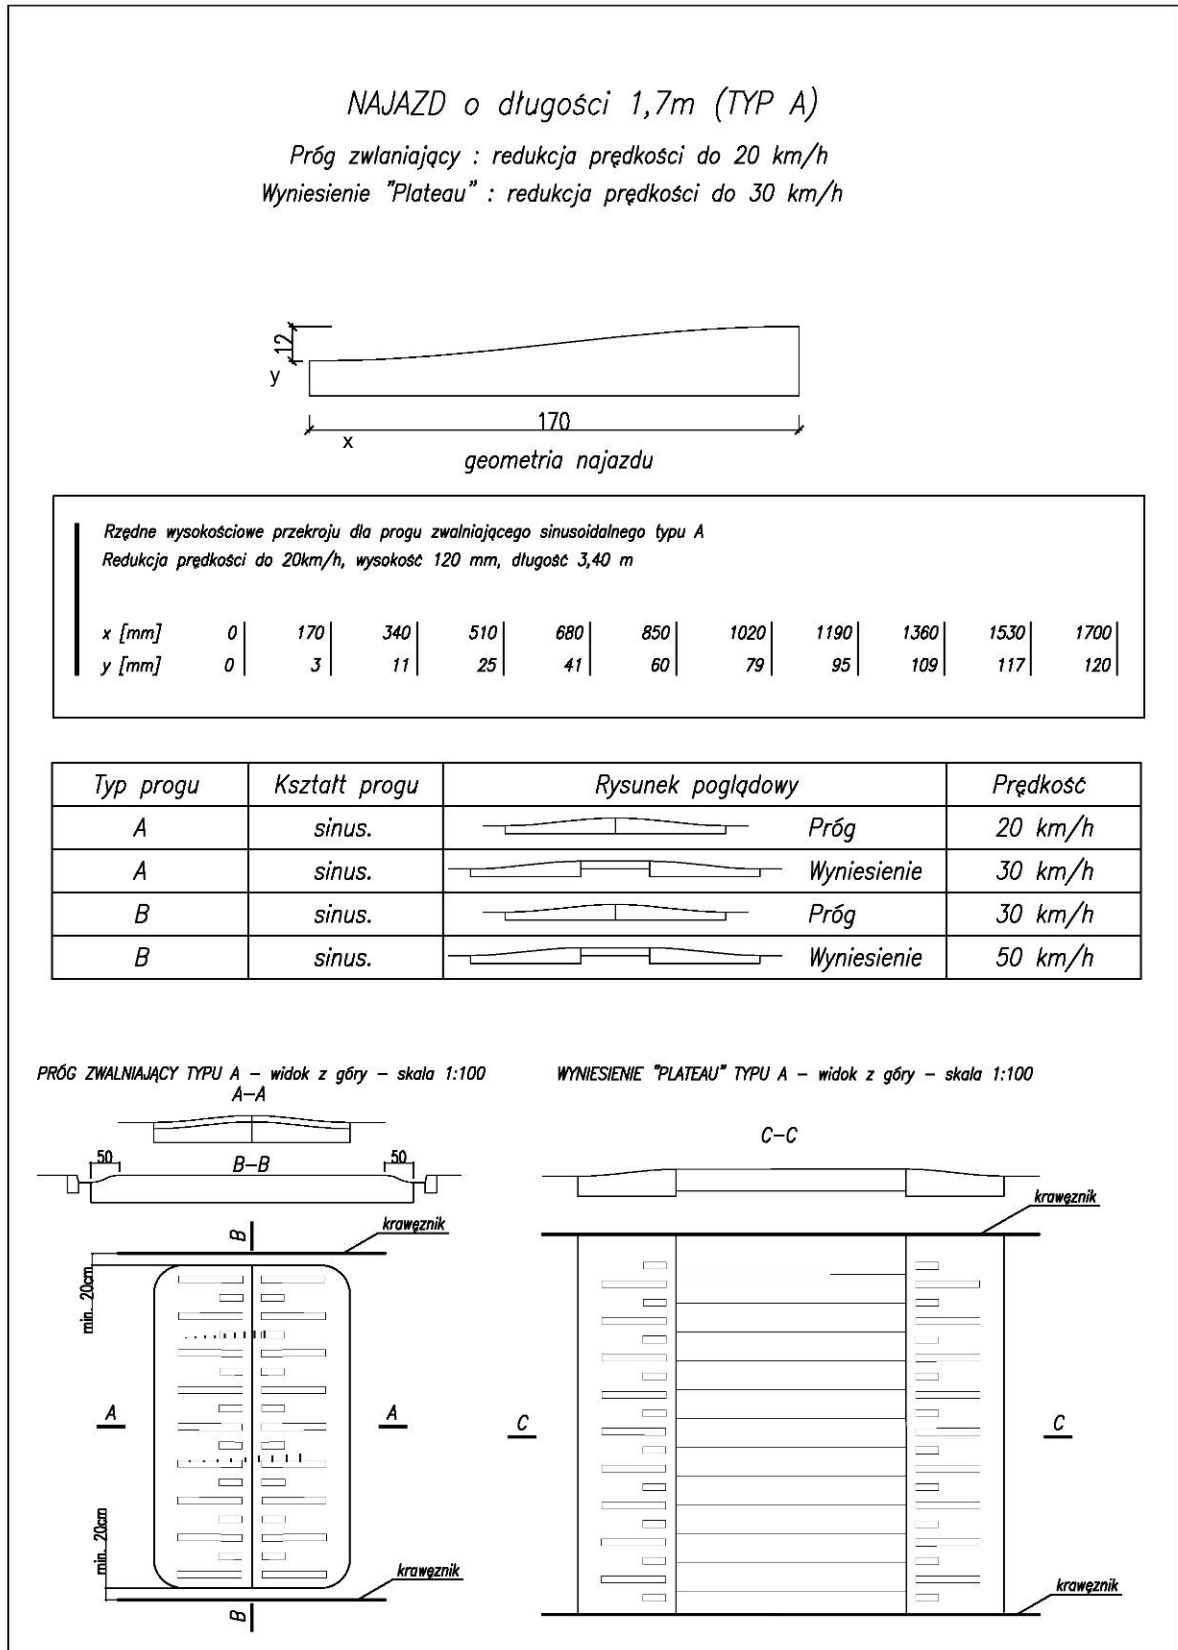 NAJAZD o długości 1,7m (TYP A)
Próg zwlaniający : redukcja prędkości do 20 km/h
Wyniesienie "Plateau" : redukcja prędkości do 30 km/h
12
y
170
x
geometria najazdu
Rzędne wysokościowe przekroju dla progu zwalniającego sinusoidalnego typu A
Redukcja prędkości do 20km/h, wysokość 120 mm, długość 3,40 m
x [mm] 0 170 340 510 680 850 1020 1190 1360 1530 1700
y [mm] 0 3 11 25 41 60 79 95 109 117 120
Typ progu Kształt progu Rysunek poglądowy Prędkość
A sinus. Próg 20 km/h
A sinus. Wyniesienie 30 km/h
B sinus. Próg 30 km/h
B sinus. Wyniesienie 50 km/h
PRÓG ZWALNIAJĄCY TYPU A – widok z góry – skala 1:100
A–A
50 B–B 50
B
krawęznik
min. 20cm
A A
min. 20cm
krawęznik
B
WYNIESIENIE "PLATEAU" TYPU A – widok z góry – skala 1:100
C–C
krawęznik
C C
krawęznik